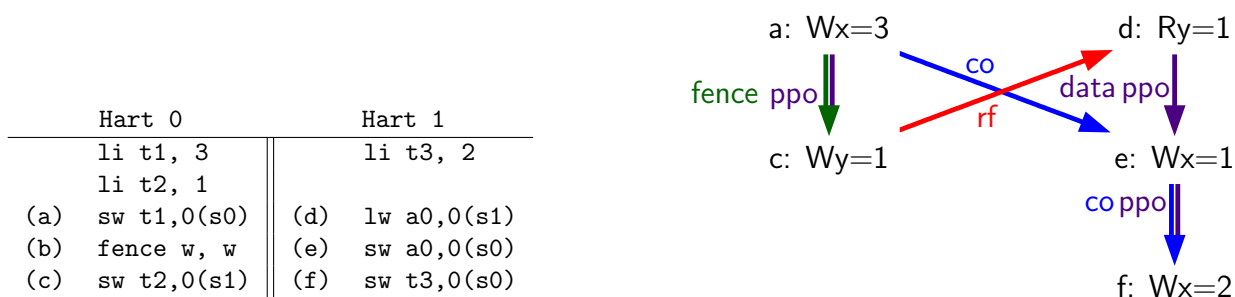 Hart 0 Hart 1
li t1, 3 li t3, 2
li t2, 1
(a) sw t1,0(s0) (d) lw a0,0(s1)
(b) fence w, w (e) sw a0,0(s0)
(c) sw t2,0(s1) (f) sw t3,0(s0)
a: Wx=3 d: Ry=1
co
fence ppo data ppo
rf
c: Wy=1 e: Wx=1
co ppo
f: Wx=2